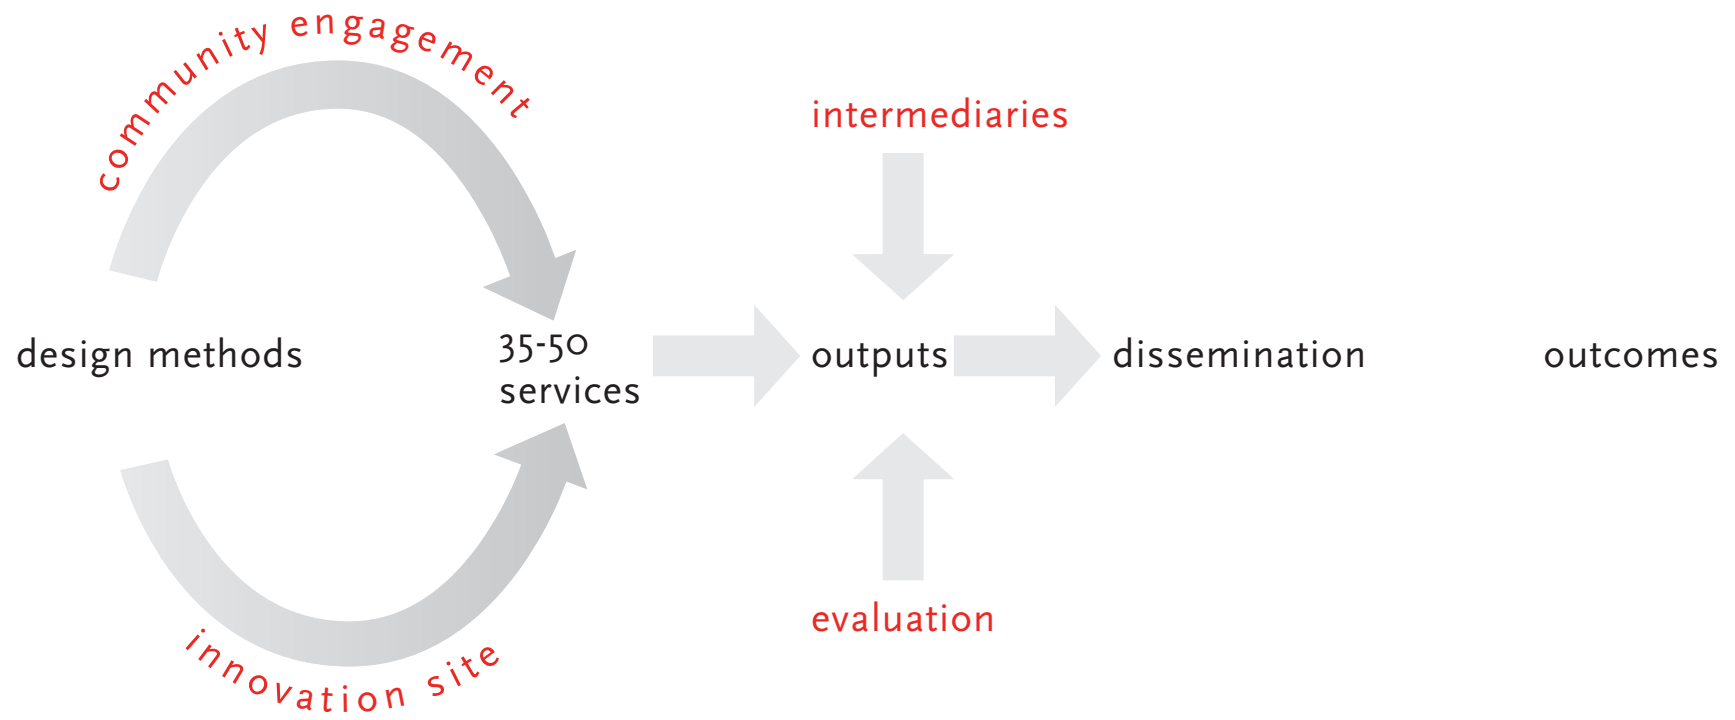 community engagement
intermediaries
design methods
35-50
services
outputs
dissemination
outcomes
evaluation
innovation site